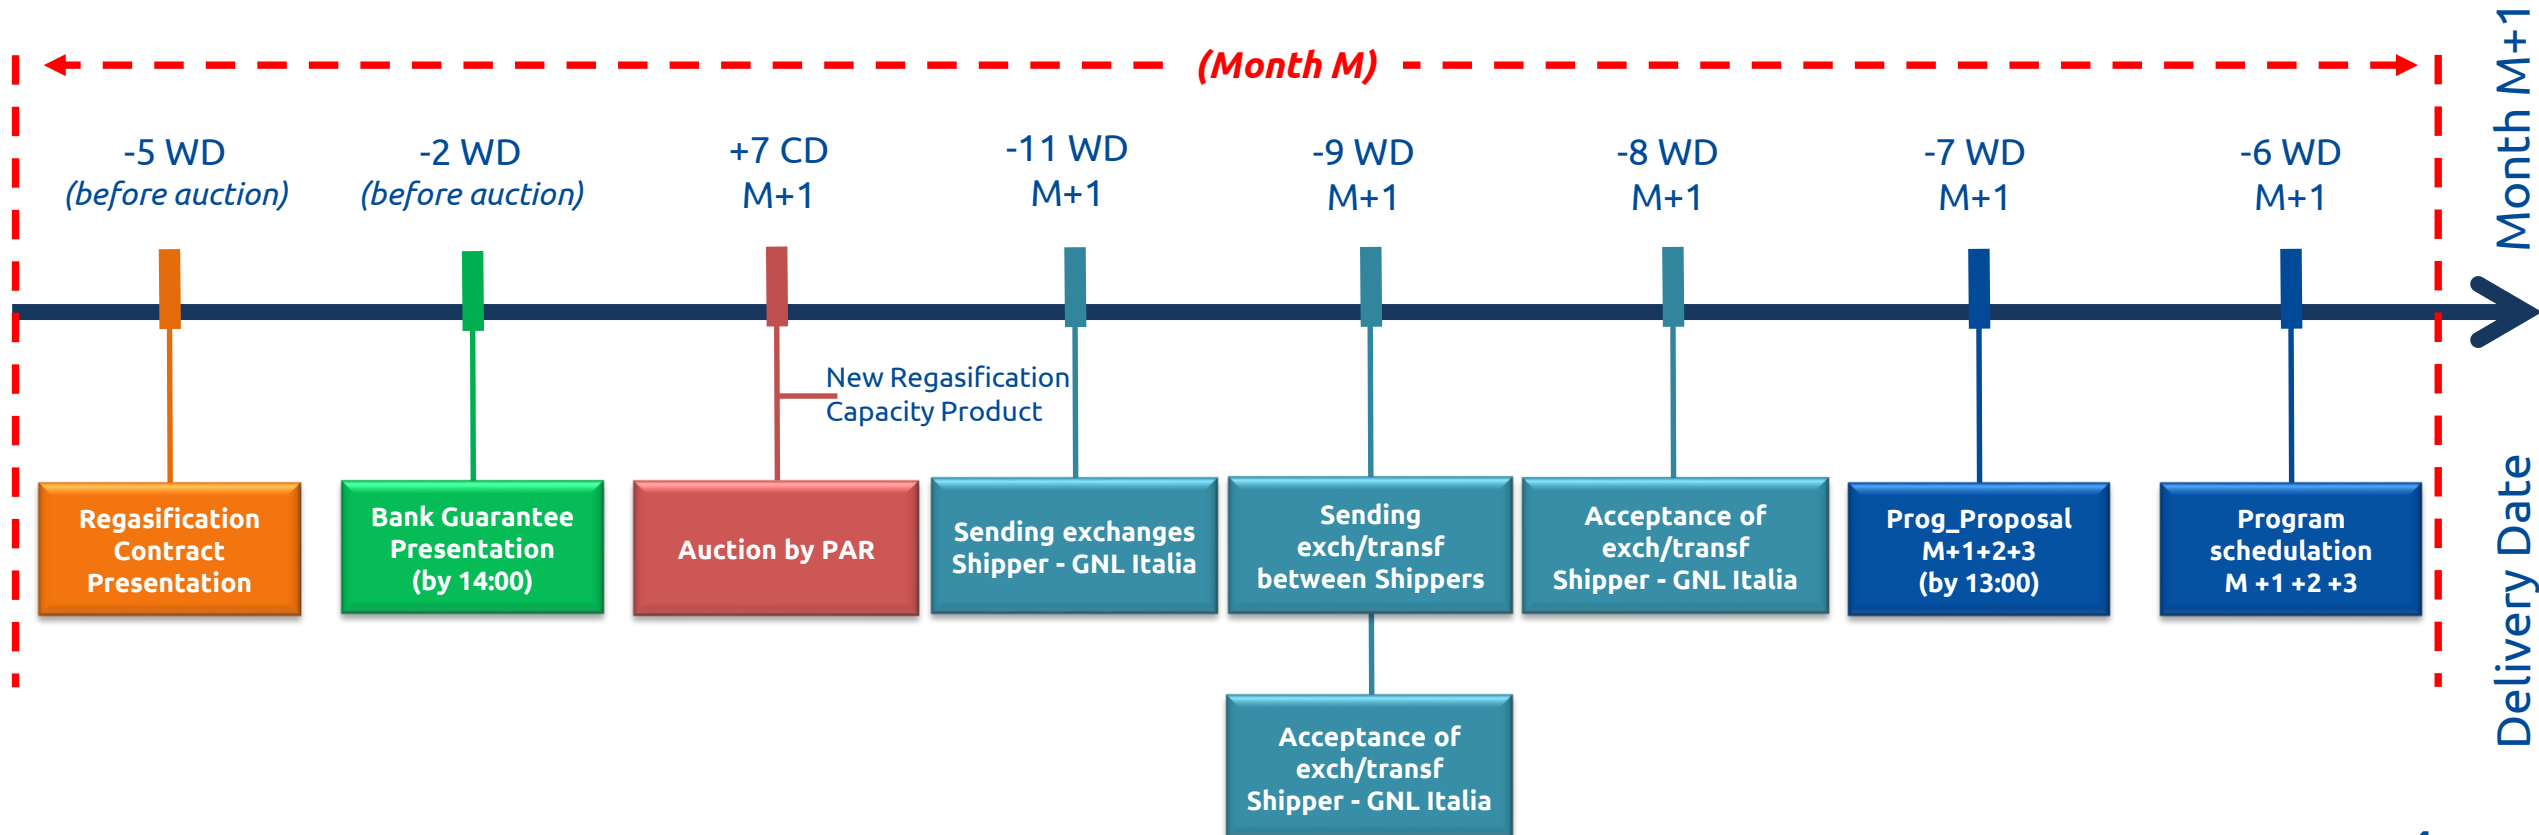 (Month M)
-5 WD
(before auction)
-2 WD
(before auction)
+7 CD
M+1
-11 WD
M+1
-9 WD
M+1
-8 WD
M+1
-7 WD
M+1
-6 WD
M+1
New Regasification
Capacity Product
Regasification
Contract
Presentation
Bank Guarantee
Presentation
(by 14:00)
Auction by PAR
Sending exchanges
Shipper - GNL Italia
Sending
exch/transf
between Shippers
Acceptance of
exch/transf
Shipper - GNL Italia
Prog_Proposal
M+1+2+3
(by 13:00)
Program
schedulation
M +1 +2 +3
Acceptance of
exch/transf
Shipper - GNL Italia
Delivery Date Month M+1